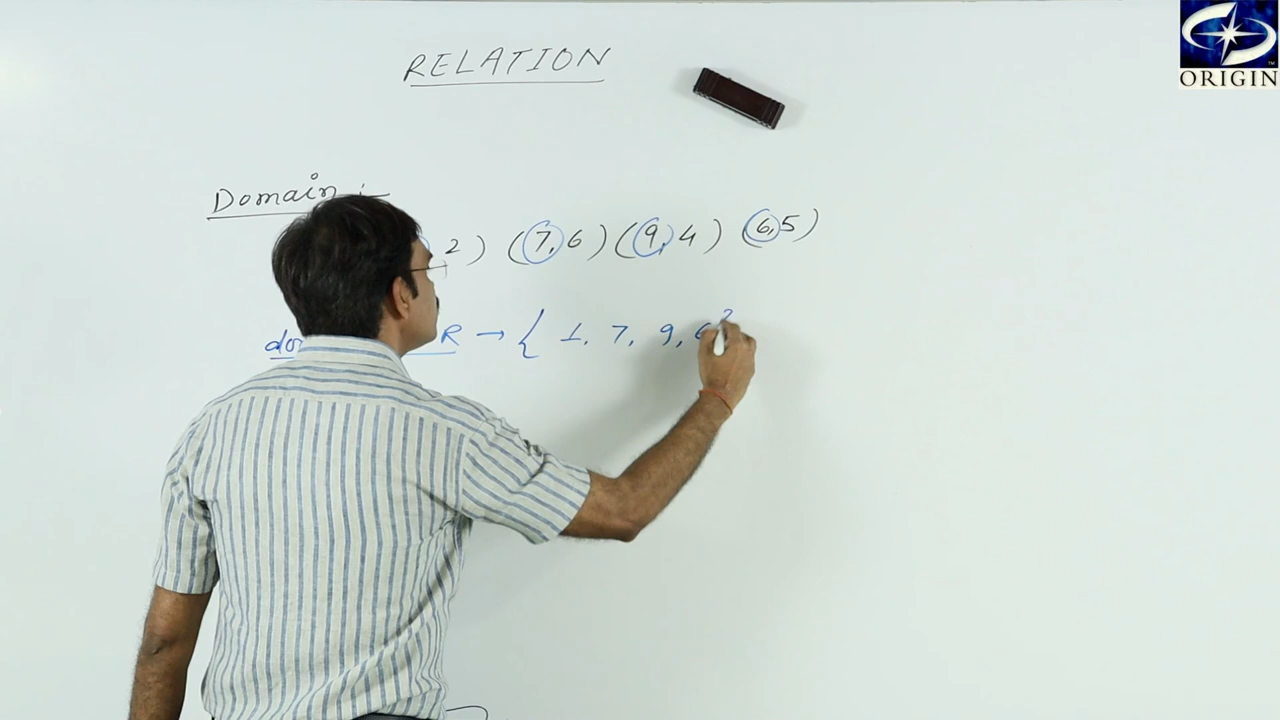 ORIGIN
RELATION
Domain :-
2) (7, 6) (9, 4) (6, 5)
R → { 1, 7, 9, 6